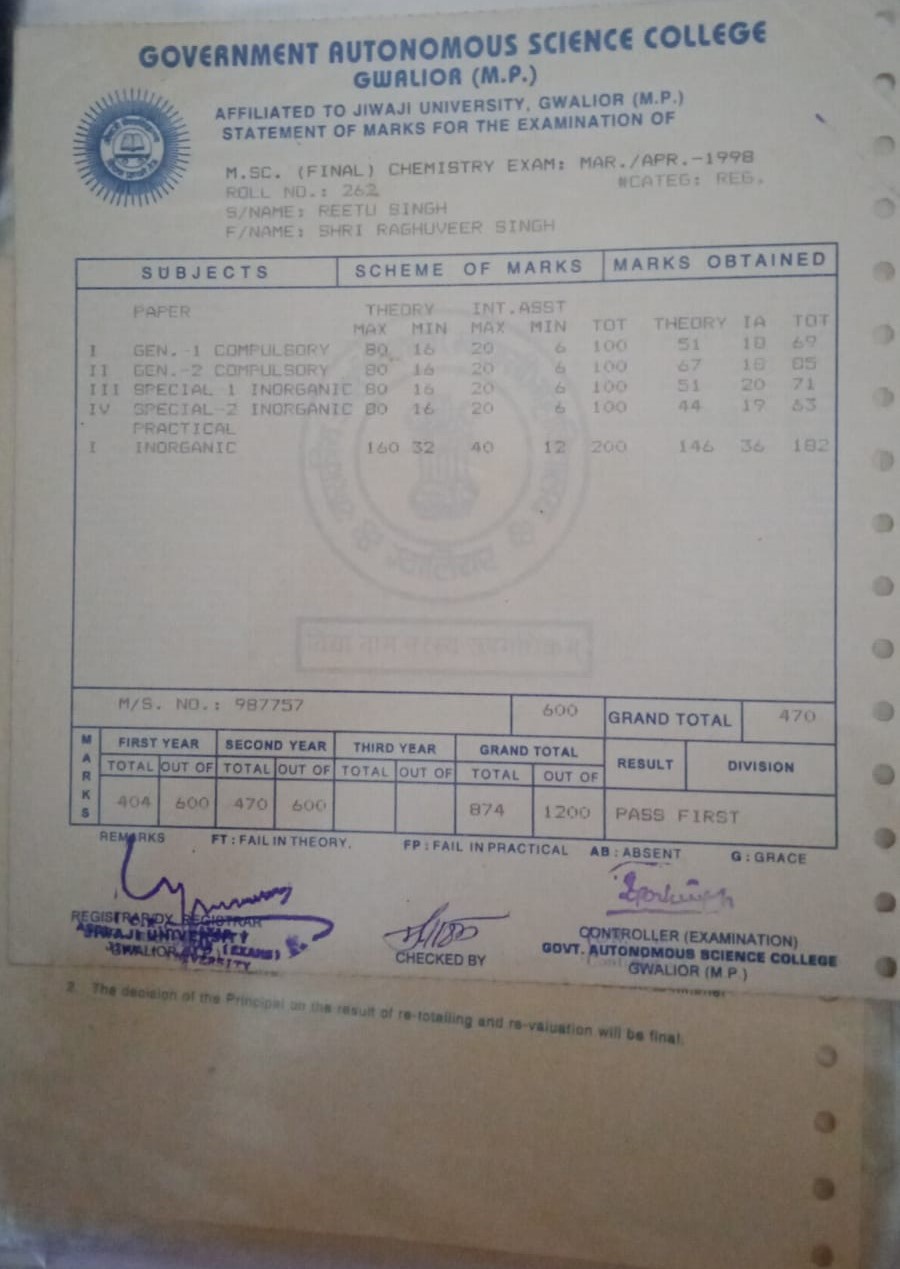 GOVERNMENT AUTONOMOUS SCIENCE COLLEGE
GWALIOR (M.P.)
AFFILIATED TO JIWAJI UNIVERSITY, GWALIOR (M.P.)
STATEMENT OF MARKS FOR THE EXAMINATION OF
M.SC. (FINAL) CHEMISTRY EXAM: MAR./APR.-1998
ROLL NO.: 262 #CATEG: REG.
S/NAME: REETU SINGH
F/NAME: SHRI RAGHUVEER SINGH
SUBJECTS SCHEME OF MARKS MARKS OBTAINED
PAPER THEORY INT.ASST
MAX MIN MAX MIN TOT THEORY IA TOT
I GEN.-1 COMPULSORY 80 16 20 6 100 51 18 69
II GEN.-2 COMPULSORY 80 16 20 6 100 67 18 85
III SPECIAL-1 INORGANIC 80 16 20 6 100 51 20 71
IV SPECIAL-2 INORGANIC 80 16 20 6 100 44 19 63
PRACTICAL
I INORGANIC 160 32 40 12 200 146 36 182
ग्वालियर
M/S. NO.: 987757 600 GRAND TOTAL 470
MARKS FIRST YEAR SECOND YEAR THIRD YEAR GRAND TOTAL RESULT DIVISION
TOTAL OUT OF TOTAL OUT OF TOTAL OUT OF TOTAL OUT OF
404 600 470 600 874 1200 PASS FIRST
REMARKS FT : FAIL IN THEORY. FP : FAIL IN PRACTICAL AB : ABSENT G : GRACE
REGISTRAR/DY. REGISTRAR
JIWAJI UNIVERSITY
GWALIOR
(EXAMS)
UNIVERSITY
CHECKED BY
CONTROLLER (EXAMINATION)
GOVT. AUTONOMOUS SCIENCE COLLEGE
GWALIOR (M P )
2. The decision of the Principal on the result of re-totalling and re-valuation will be final.